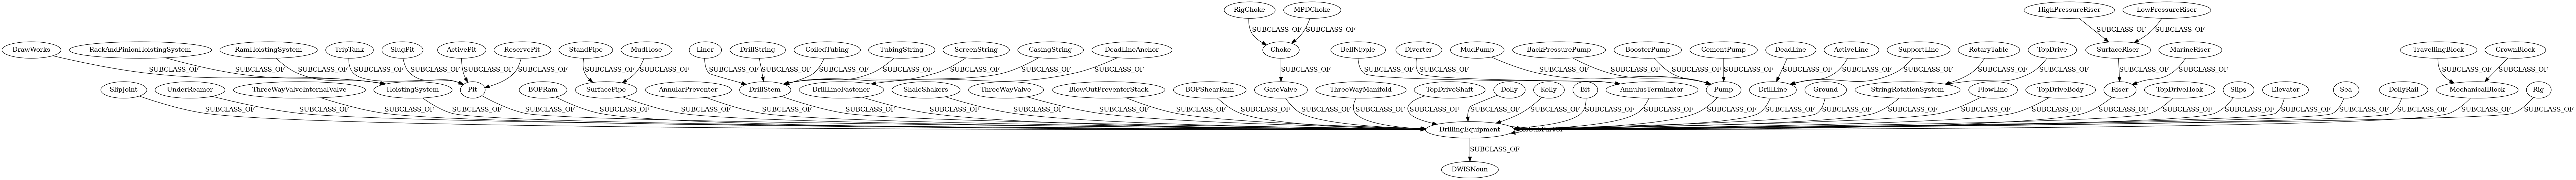 RigChoke MPDChoke HighPressureRiser LowPressureRiser
SUBCLASS_OF SUBCLASS_OF SUBCLASS_OF SUBCLASS_OF
DrawWorks RackAndPinionHoistingSystem RamHoistingSystem TripTank SlugPit ActivePit ReservePit StandPipe MudHose Liner DrillString CoiledTubing TubingString ScreenString CasingString DeadLineAnchor Choke BellNipple Diverter MudPump BackPressurePump BoosterPump CementPump DeadLine ActiveLine SupportLine RotaryTable TopDrive SurfaceRiser MarineRiser TravellingBlock CrownBlock
SUBCLASS_OF SUBCLASS_OF SUBCLASS_OF SUBCLASS_OF SUBCLASS_OF SUBCLASS_OF SUBCLASS_OF SUBCLASS_OF SUBCLASS_OF SUBCLASS_OF SUBCLASS_OF SUBCLASS_OF SUBCLASS_OF SUBCLASS_OF SUBCLASS_OF SUBCLASS_OF SUBCLASS_OF SUBCLASS_OF SUBCLASS_OF SUBCLASS_OF SUBCLASS_OF SUBCLASS_OF SUBCLASS_OF SUBCLASS_OF SUBCLASS_OF SUBCLASS_OF SUBCLASS_OF SUBCLASS_OF SUBCLASS_OF SUBCLASS_OF SUBCLASS_OF SUBCLASS_OF
SlipJoint UnderReamer ThreeWayValveInternalValve HoistingSystem Pit BOPRam SurfacePipe AnnularPreventer DrillStem DrillLineFastener ShaleShakers ThreeWayValve BlowOutPreventerStack BOPShearRam GateValve ThreeWayManifold TopDriveShaft Dolly Kelly Bit AnnulusTerminator Pump DrillLine Ground StringRotationSystem FlowLine TopDriveBody Riser TopDriveHook Slips Elevator Sea DollyRail MechanicalBlock Rig
SUBCLASS_OF SUBCLASS_OF SUBCLASS_OF SUBCLASS_OF SUBCLASS_OF SUBCLASS_OF SUBCLASS_OF SUBCLASS_OF SUBCLASS_OF SUBCLASS_OF SUBCLASS_OF SUBCLASS_OF SUBCLASS_OF SUBCLASS_OF SUBCLASS_OF SUBCLASS_OF SUBCLASS_OF SUBCLASS_OF SUBCLASS_OF SUBCLASS_OF SUBCLASS_OF SUBCLASS_OF SUBCLASS_OF SUBCLASS_OF SUBCLASS_OF SUBCLASS_OF SUBCLASS_OF SUBCLASS_OF SUBCLASS_OF SUBCLASS_OF SUBCLASS_OF SUBCLASS_OF SUBCLASS_OF SUBCLASS_OF SUBCLASS_OF
DrillingEquipment
SUBCLASS_OF
DWISNoun